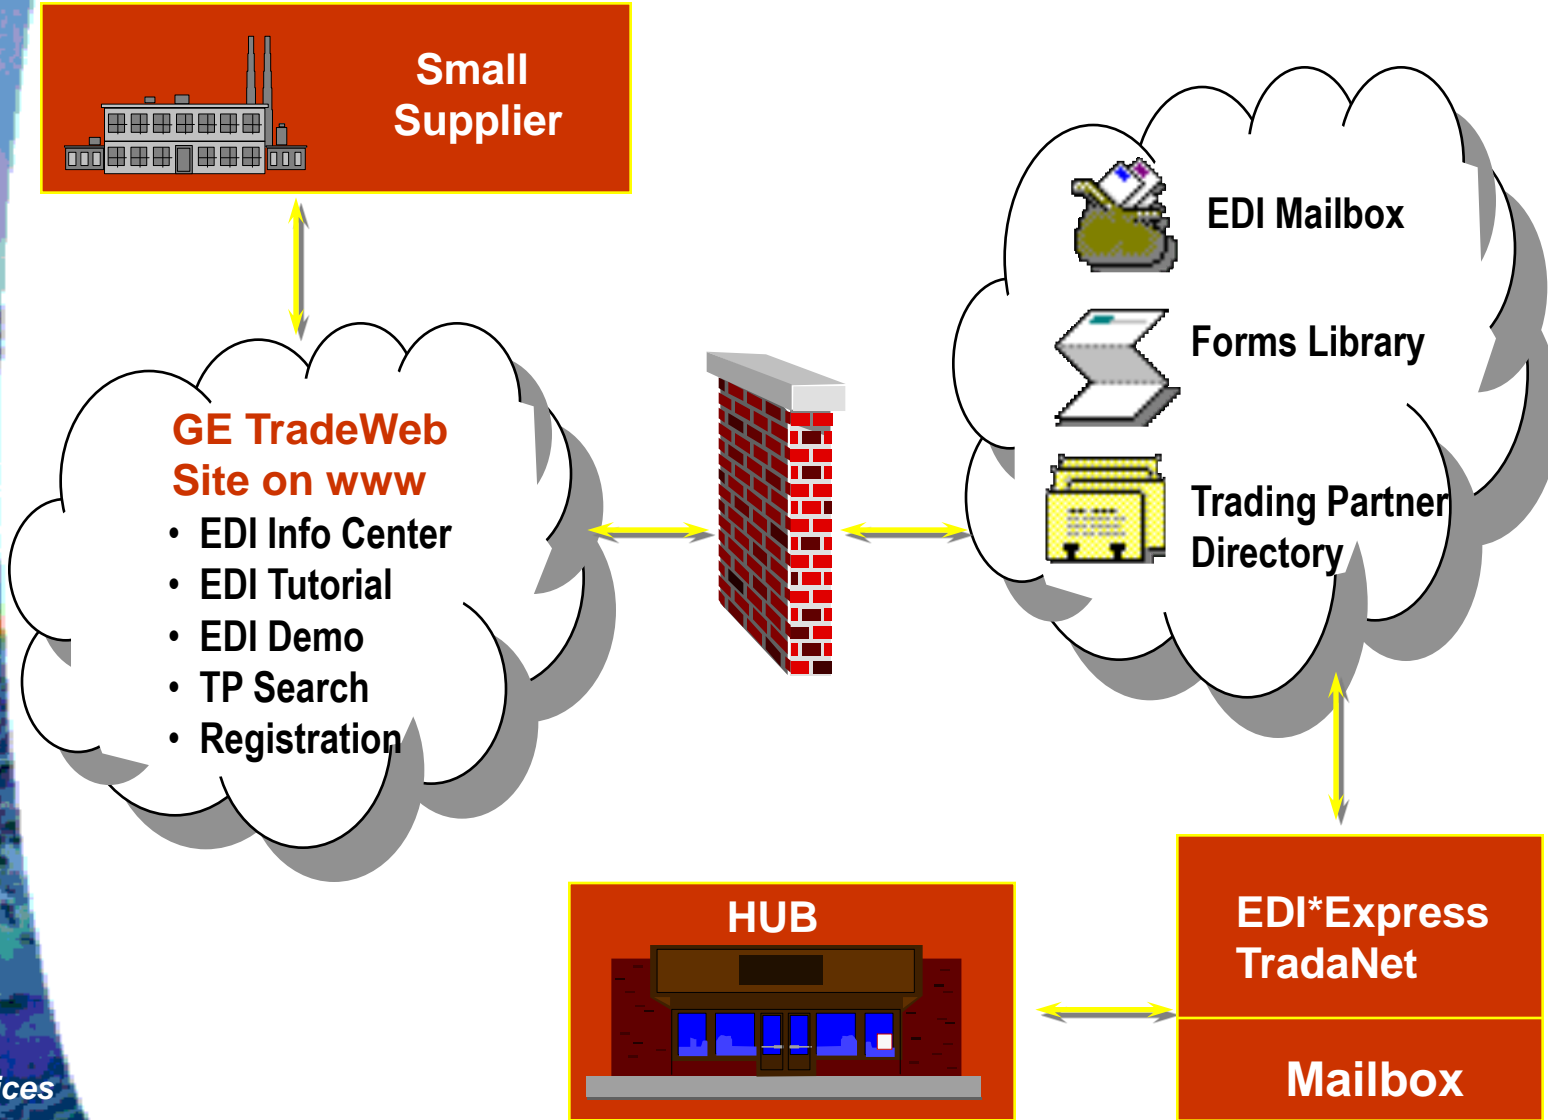 Small
Supplier
EDI Mailbox
Forms Library
Trading Partner
Directory
GE TradeWeb
Site on www
• EDI Info Center
• EDI Tutorial
• EDI Demo
• TP Search
• Registration
HUB
EDI*Express
TradaNet
Mailbox
ices